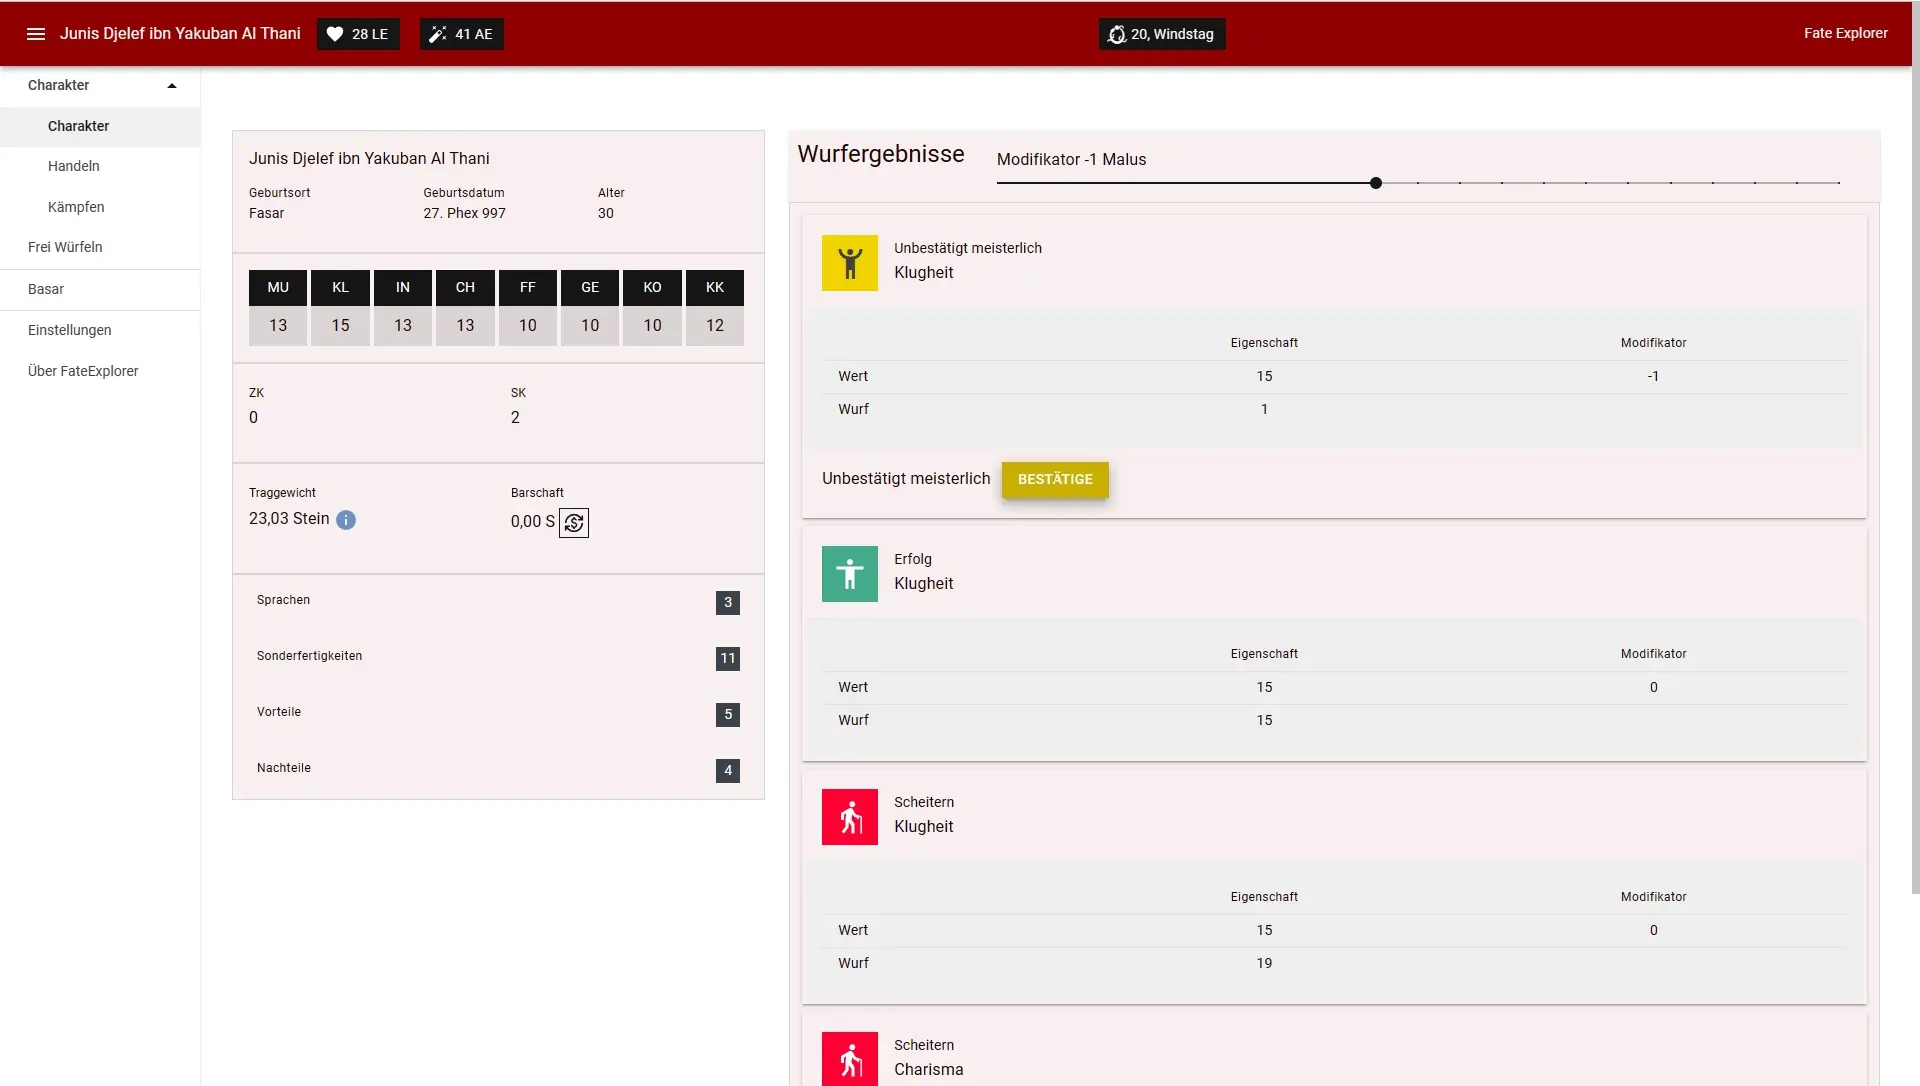 Junis Djelef ibn Yakuban Al Thani 28 LE 41 AE 20, Windstag Fate Explorer
Charakter
Charakter
Handeln
Kämpfen
Frei Würfeln
Basar
Einstellungen
Über FateExplorer
Junis Djelef ibn Yakuban Al Thani
Geburtsort Geburtsdatum Alter
Fasar 27. Phex 997 30
MU KL IN CH FF GE KO KK
13 15 13 13 10 10 10 12
ZK SK
0 2
Traggewicht Barschaft
23,03 Stein 0,00 S
Sprachen 3
Sonderfertigkeiten 11
Vorteile 5
Nachteile 4
Wurfergebnisse Modifikator -1 Malus
Unbestätigt meisterlich
Klugheit
Eigenschaft Modifikator
Wert 15 -1
Wurf 1
Unbestätigt meisterlich BESTÄTIGE
Erfolg
Klugheit
Eigenschaft Modifikator
Wert 15 0
Wurf 15
Scheitern
Klugheit
Eigenschaft Modifikator
Wert 15 0
Wurf 19
Scheitern
Charisma